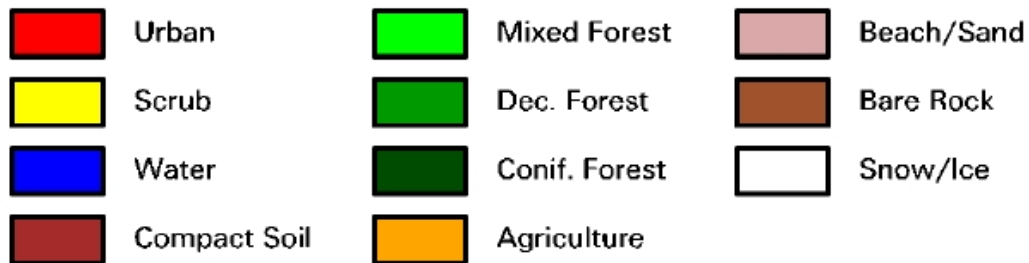 Urban Mixed Forest Beach/Sand
Scrub Dec. Forest Bare Rock
Water Conif. Forest Snow/Ice
Compact Soil Agriculture